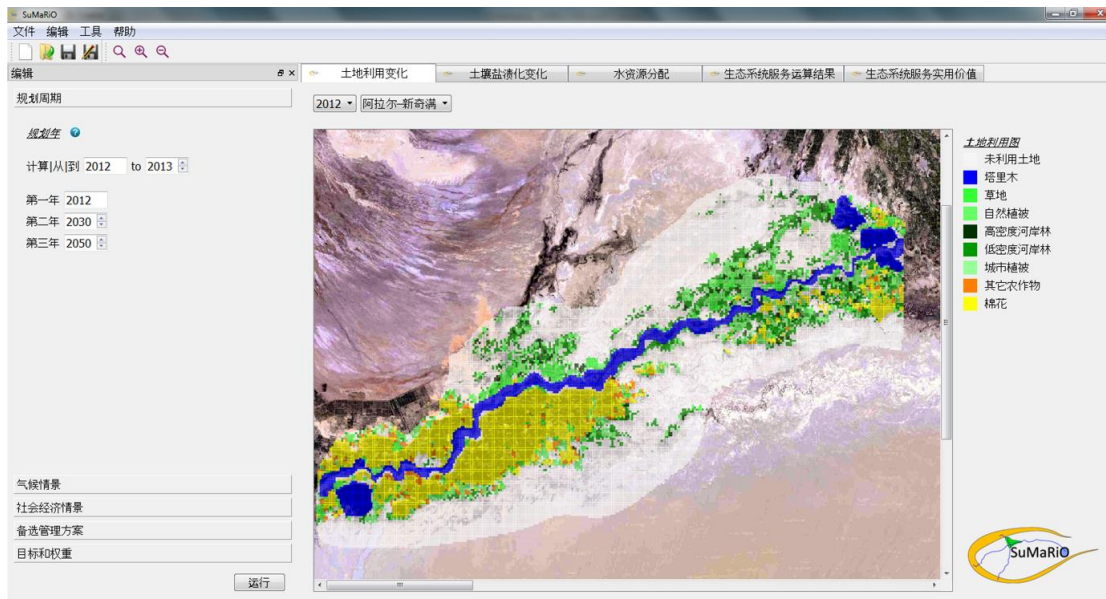 SuMaRiO
文件 编辑 工具 帮助
编辑
规划周期
规划年
计算|从|到 2012 to 2013
第一年 2012
第二年 2030
第三年 2050
气候情景
社会经济情景
备选管理方案
目标和权重
运行
土地利用变化 土壤盐渍化变化 水资源分配 生态系统服务运算结果 生态系统服务实用价值
2012 阿拉尔–新奇满
土地利用图
未利用土地
塔里木
草地
自然植被
高密度河岸林
低密度河岸林
城市植被
其它农作物
棉花
SuMaRiO